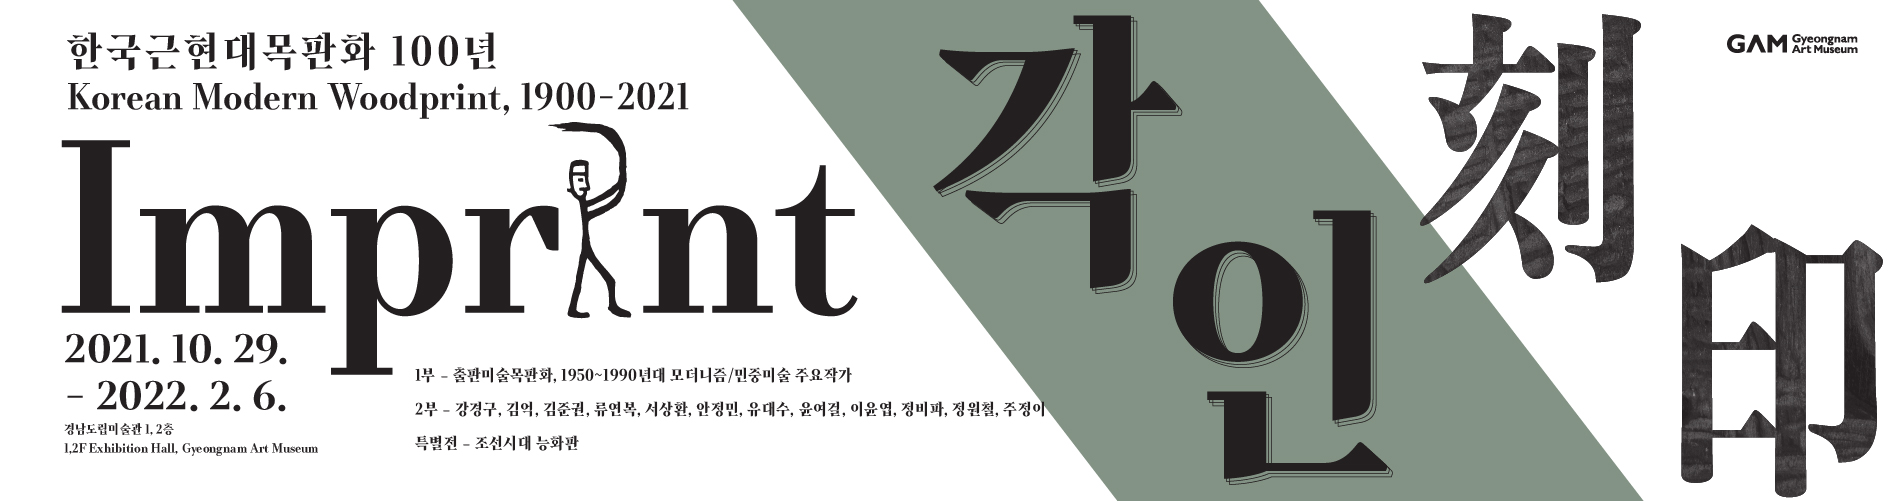 한국근현대목판화 100년
Korean Modern Woodprint, 1900-2021
Imprint
2021. 10. 29.
- 2022. 2. 6.
경남도립미술관 1, 2층
1,2F Exhibition Hall, Gyeongnam Art Museum
1부 - 출판미술목판화, 1950~1990년대 모더니즘/민중미술 주요작가
2부 - 강경구, 김억, 김준권, 류연복, 서상환, 안정민, 유대수, 윤여걸, 이윤엽, 정비파, 정원철, 주정이
특별전 - 조선시대 능화판
각인
刻印
GAM Gyeongnam
Art Museum